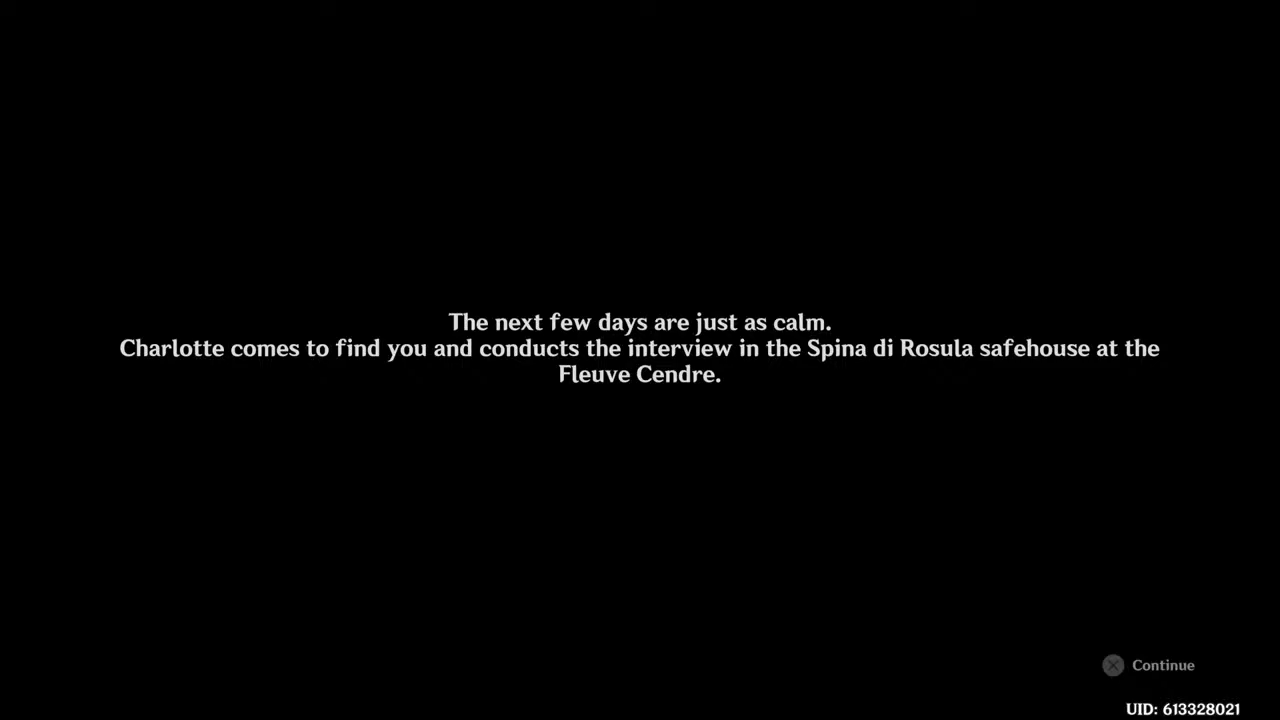 The next few days are just as calm.
Charlotte comes to find you and conducts the interview in the Spina di Rosula safehouse at the
Fleuve Cendre.
Continue
UID: 613328021